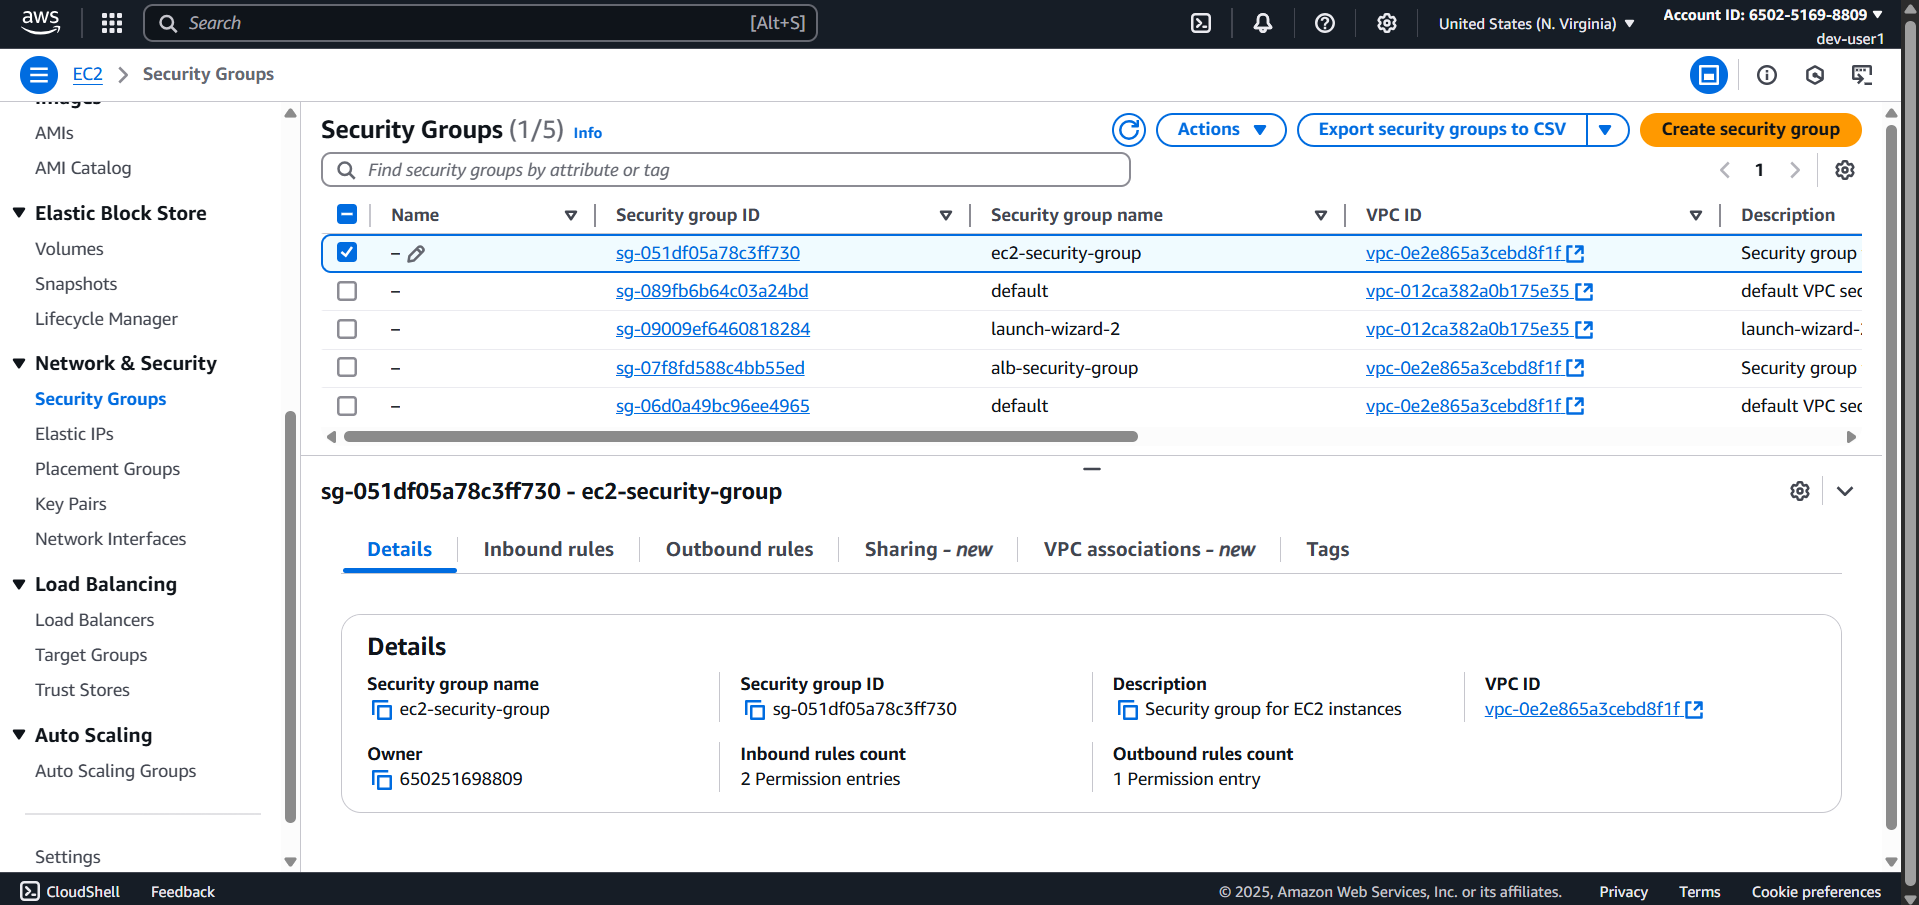 aws
Search [Alt+S]
United States (N. Virginia)
Account ID: 6502-5169-8809
dev-user1
EC2 Security Groups
Images
AMIs
AMI Catalog
Elastic Block Store
Volumes
Snapshots
Lifecycle Manager
Network & Security
Security Groups
Elastic IPs
Placement Groups
Key Pairs
Network Interfaces
Load Balancing
Load Balancers
Target Groups
Trust Stores
Auto Scaling
Auto Scaling Groups
Settings
Security Groups (1/5) Info
Actions
Export security groups to CSV
Create security group
Find security groups by attribute or tag
1
Name Security group ID Security group name VPC ID Description
– sg-051df05a78c3ff730 ec2-security-group vpc-0e2e865a3cebd8f1f Security group
– sg-089fb6b64c03a24bd default vpc-012ca382a0b175e35 default VPC sec
– sg-09009ef6460818284 launch-wizard-2 vpc-012ca382a0b175e35 launch-wizard-
– sg-07f8fd588c4bb55ed alb-security-group vpc-0e2e865a3cebd8f1f Security group
– sg-06d0a49bc96ee4965 default vpc-0e2e865a3cebd8f1f default VPC sec
sg-051df05a78c3ff730 - ec2-security-group
Details Inbound rules Outbound rules Sharing - new VPC associations - new Tags
Details
Security group name Security group ID Description VPC ID
ec2-security-group sg-051df05a78c3ff730 Security group for EC2 instances vpc-0e2e865a3cebd8f1f
Owner Inbound rules count Outbound rules count
650251698809 2 Permission entries 1 Permission entry
CloudShell Feedback © 2025, Amazon Web Services, Inc. or its affiliates. Privacy Terms Cookie preferences